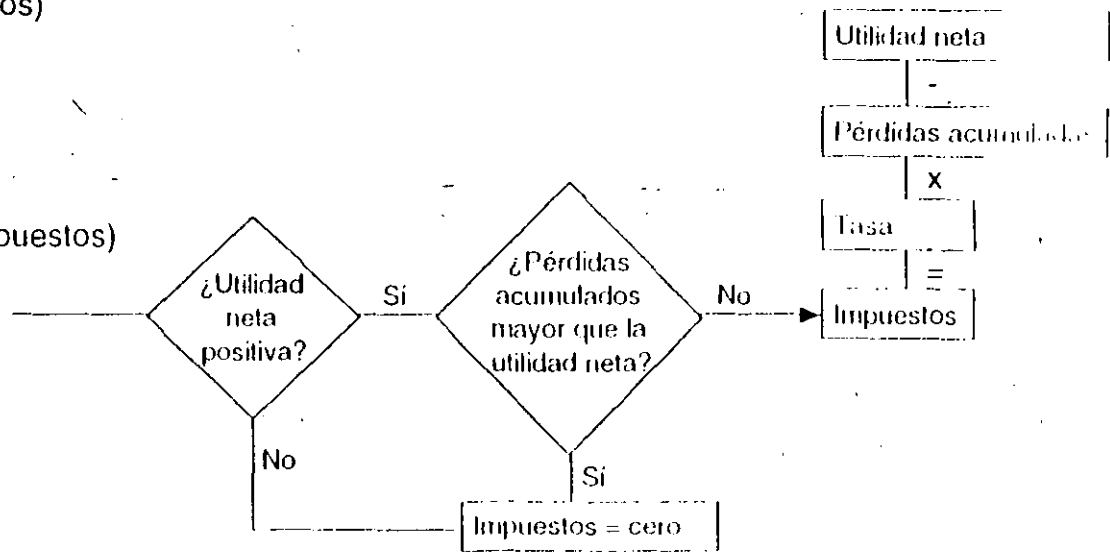 os)
Utilidad neta
-
Pérdidas acumuladas
x
Tasa
=
Impuestos
puestos)
¿Utilidad
neta
positiva?
Sí
¿Pérdidas
acumulados
mayor que la
utilidad neta?
No
No
Sí
Impuestos = cero